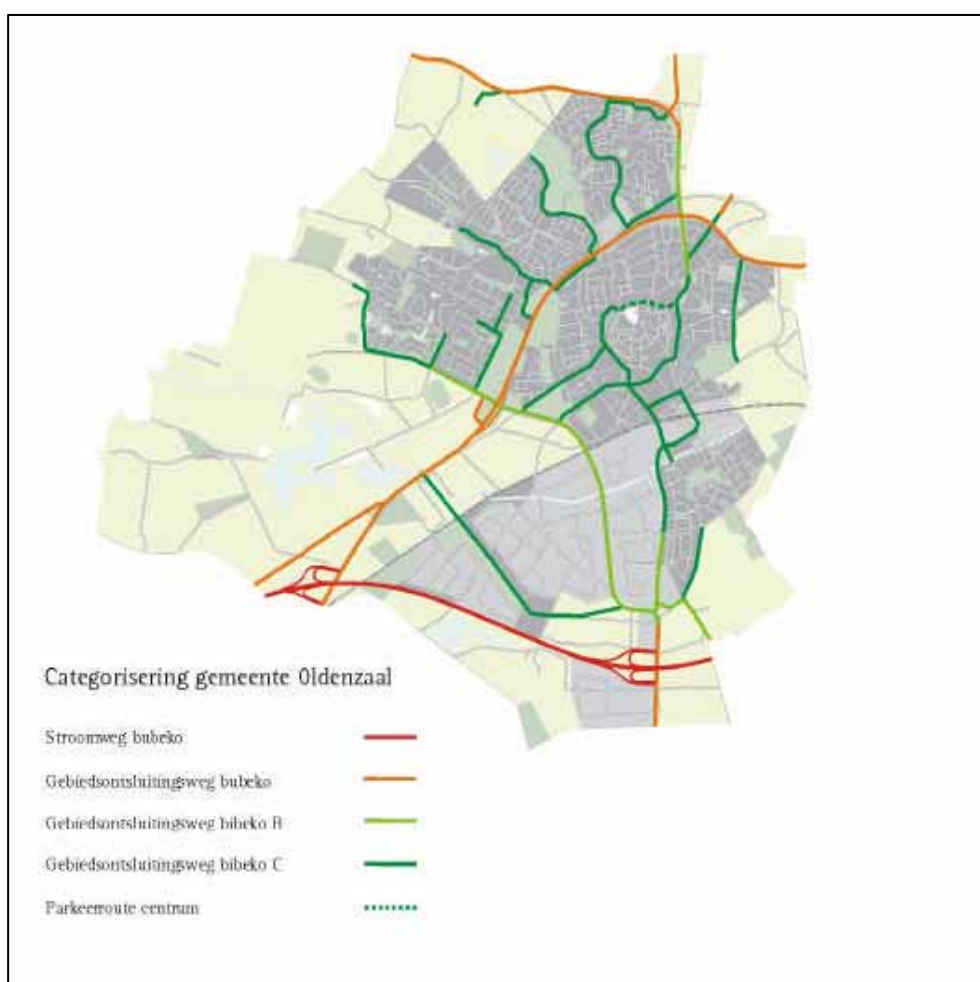 Categorisering gemeente Oldenzaal
Stroomweg bubeko
Gebiedsontsluitingsweg bubeko
Gebiedsontsluitingsweg bibeko B
Gebiedsontsluitingsweg bibeko C
Parkeerroute centrum